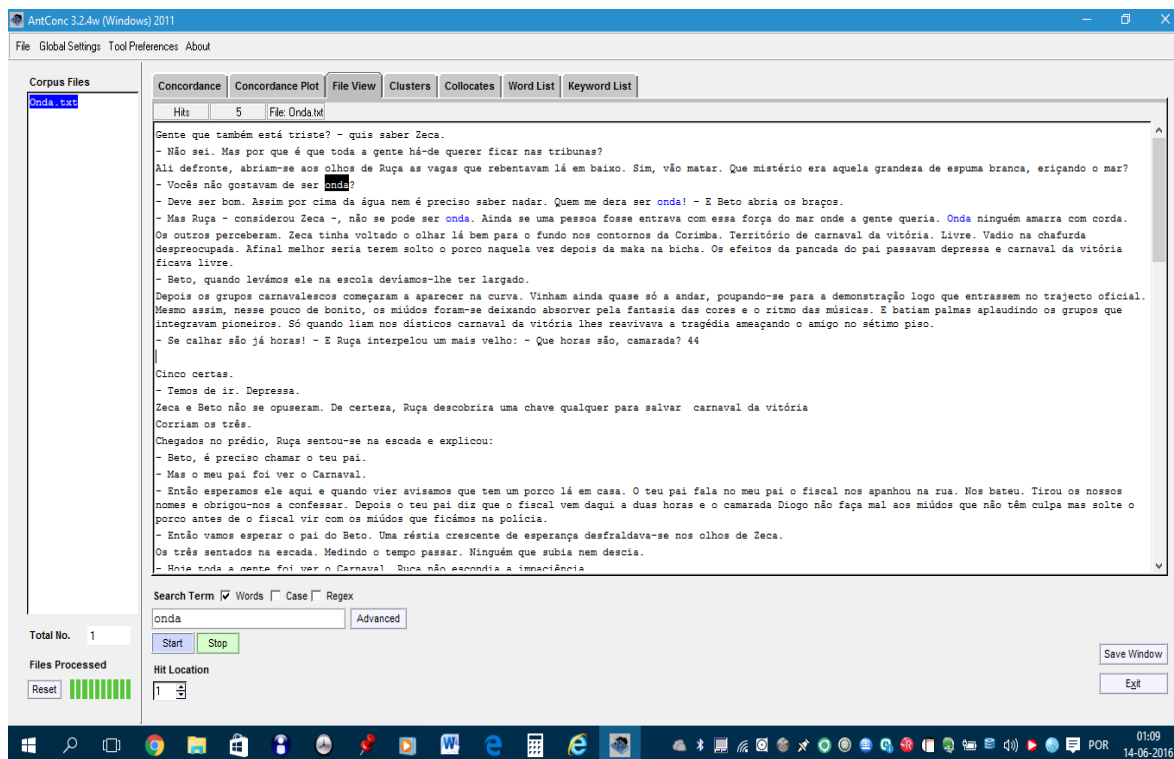 AntConc 3.2.4w (Windows) 2011
File Global Settings Tool Preferences About
Corpus Files
Onda.txt
Concordance Concordance Plot File View Clusters Collocates Word List Keyword List
Hits 5 File: Onda.txt
Gente que também está triste? - quis saber Zeca.
- Não sei. Mas por que é que toda a gente há-de querer ficar nas tribunas?
Ali defronte, abriam-se aos olhos de Ruça as vagas que rebentavam lá em baixo. Sim, vão matar. Que mistério era aquela grandeza de espuma branca, eriçando o mar?
- Vocês não gostavam de ser onda?
- Deve ser bom. Assim por cima da água nem é preciso saber nadar. Quem me dera ser onda! - E Beto abria os braços.
- Mas Ruça - considerou Zeca -, não se pode ser onda. Ainda se uma pessoa fosse entrava com essa força do mar onde a gente queria. Onda ninguém amarra com corda.
Os outros perceberam. Zeca tinha voltado o olhar lá bem para o fundo nos contornos da Corimba. Território de carnaval da vitória. Livre. Vadio na chafurda
despreocupada. Afinal melhor seria terem solto o porco naquela vez depois da maka na bicha. Os efeitos da pancada do pai passavam depressa e carnaval da vitória
ficava livre.
- Beto, quando levámos ele na escola devíamos-lhe ter largado.
Depois os grupos carnavalescos começaram a aparecer na curva. Vinham ainda quase só a andar, poupando-se para a demonstração logo que entrassem no trajecto oficial.
Mesmo assim, nesse pouco de bonito, os miúdos foram-se deixando absorver pela fantasia das cores e o ritmo das músicas. E batiam palmas aplaudindo os grupos que
integravam pioneiros. Só quando liam nos dísticos carnaval da vitória lhes reavivava a tragédia ameaçando o amigo no sétimo piso.
- Se calhar são já horas! - E Ruça interpelou um mais velho: - Que horas são, camarada? 44
Cinco certas.
- Temos de ir. Depressa.
Zeca e Beto não se opuseram. De certeza, Ruça descobrira uma chave qualquer para salvar carnaval da vitória
Corriam os três.
Chegados no prédio, Ruça sentou-se na escada e explicou:
- Beto, é preciso chamar o teu pai.
- Mas o meu pai foi ver o Carnaval.
- Então esperamos ele aqui e quando vier avisamos que tem um porco lá em casa. O teu pai fala no meu pai o fiscal nos apanhou na rua. Nos bateu. Tirou os nossos
nomes e obrigou-nos a confessar. Depois o teu pai diz que o fiscal vem daqui a duas horas e o camarada Diogo não faça mal aos miúdos que não têm culpa mas solte o
porco antes de o fiscal vir com os miúdos que ficámos na polícia.
- Então vamos esperar o pai do Beto. Uma réstia crescente de esperança desfraldava-se nos olhos de Zeca.
Os três sentados na escada. Medindo o tempo passar. Ninguém que subia nem descia.
- Hoje toda a gente foi ver o Carnaval. Ruça não escondia a impaciência
Search Term Words Case Regex
onda
Advanced
Total No. 1
Start Stop
Files Processed
Hit Location
Save Window
Reset
1
Exit
POR
01:09
14-06-2016